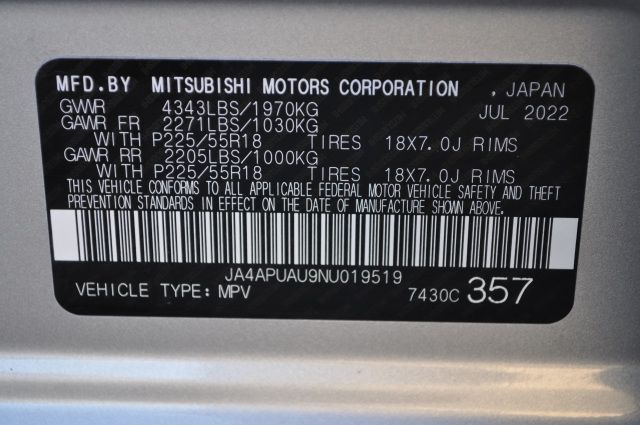 MFD.BY MITSUBISHI MOTORS CORPORATION , JAPAN
GVWR 4343LBS/1970KG JUL 2022
GAWR FR 2271LBS/1030KG
WITH P225/55R18 TIRES 18X7.0J RIMS
GAWR RR 2205LBS/1000KG
WITH P225/55R18 TIRES 18X7.0J RIMS
THIS VEHICLE CONFORMS TO ALL APPLICABLE FEDERAL MOTOR VEHICLE SAFETY AND THEFT
PREVENTION STANDARDS IN EFFECT ON THE DATE OF MANUFACTURE SHOWN ABOVE.
JA4APUAU9NU019519
VEHICLE TYPE: MPV 7430C 357